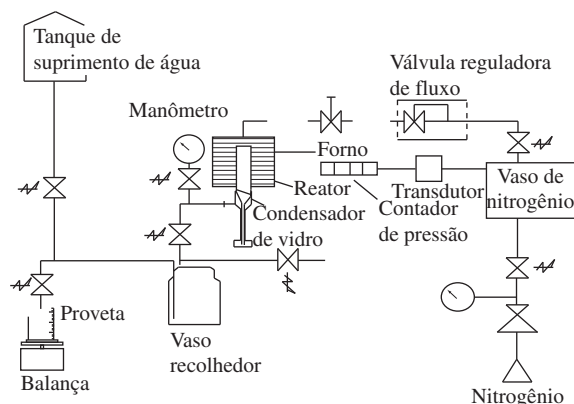 Tanque de
suprimento de água
Válvula reguladora
de fluxo
Manômetro
Forno
Reator
Condensador
de vidro
Transdutor
Contador
de pressão
Vaso de
nitrogênio
Proveta
Vaso
recolhedor
Balança
Nitrogênio